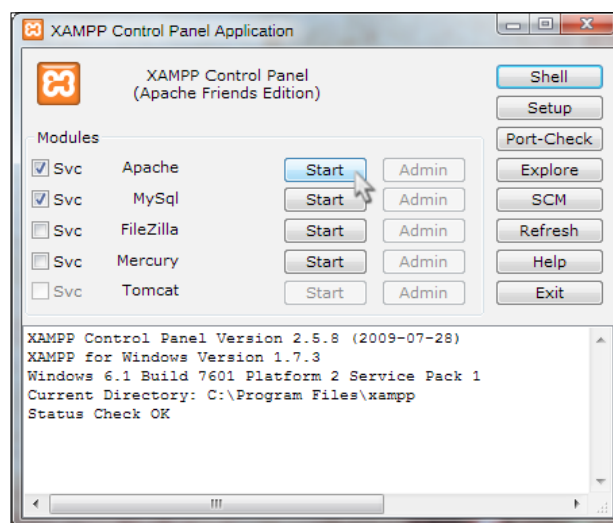 XAMPP Control Panel Application
XAMPP Control Panel
(Apache Friends Edition)
Shell
Setup
Port-Check
Explore
SCM
Refresh
Help
Exit
Modules
Svc Apache Start Admin
Svc MySql Start Admin
Svc FileZilla Start Admin
Svc Mercury Start Admin
Svc Tomcat Start Admin
XAMPP Control Panel Version 2.5.8 (2009-07-28)
XAMPP for Windows Version 1.7.3
Windows 6.1 Build 7601 Platform 2 Service Pack 1
Current Directory: C:\Program Files\xampp
Status Check OK